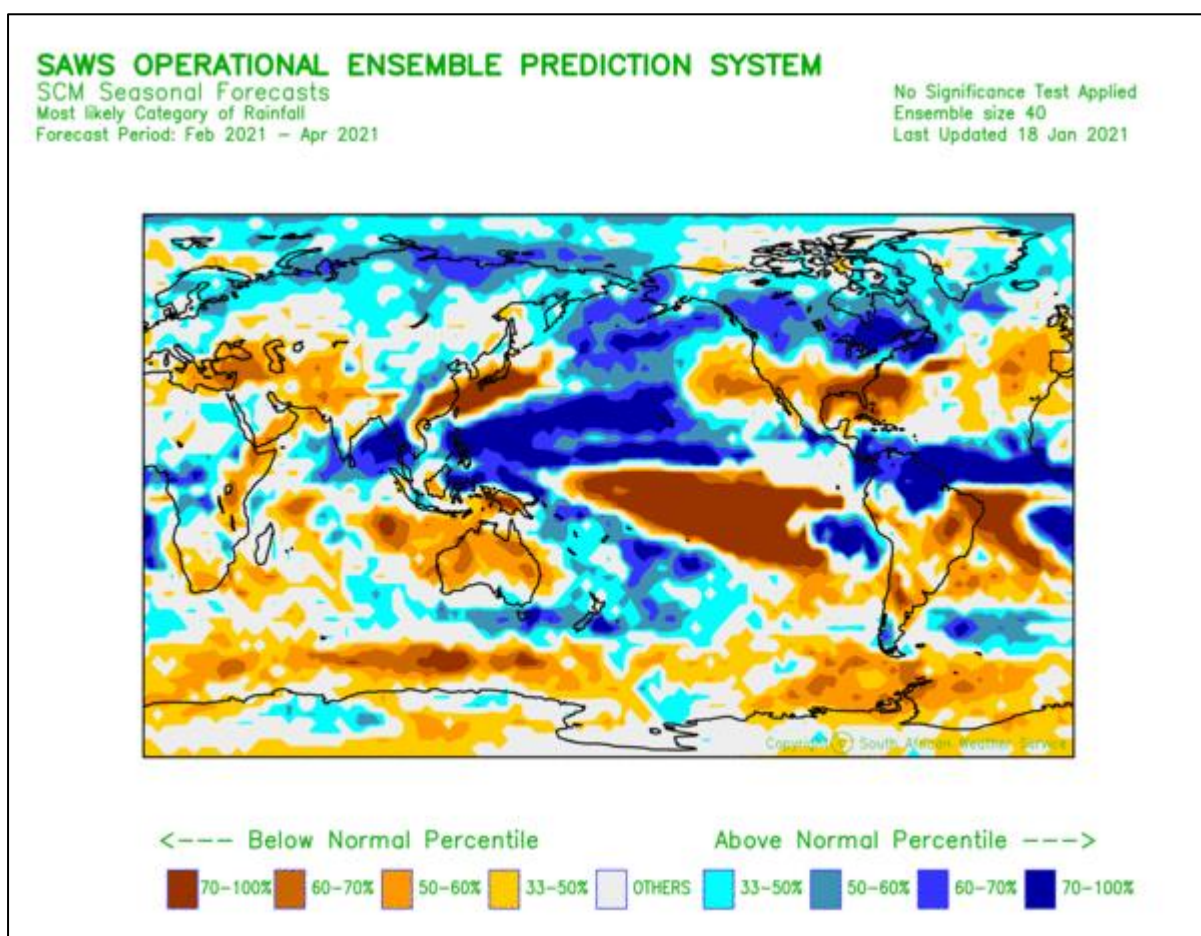 SAWS OPERATIONAL ENSEMBLE PREDICTION SYSTEM
SCM Seasonal Forecasts
Most likely Category of Rainfall
Forecast Period: Feb 2021 - Apr 2021
No Significance Test Applied
Ensemble size 40
Last Updated 18 Jan 2021
Copyright © South African Weather Service
<--- Below Normal Percentile
Above Normal Percentile --->
70-100% 60-70% 50-60% 33-50% OTHERS 33-50% 50-60% 60-70% 70-100%